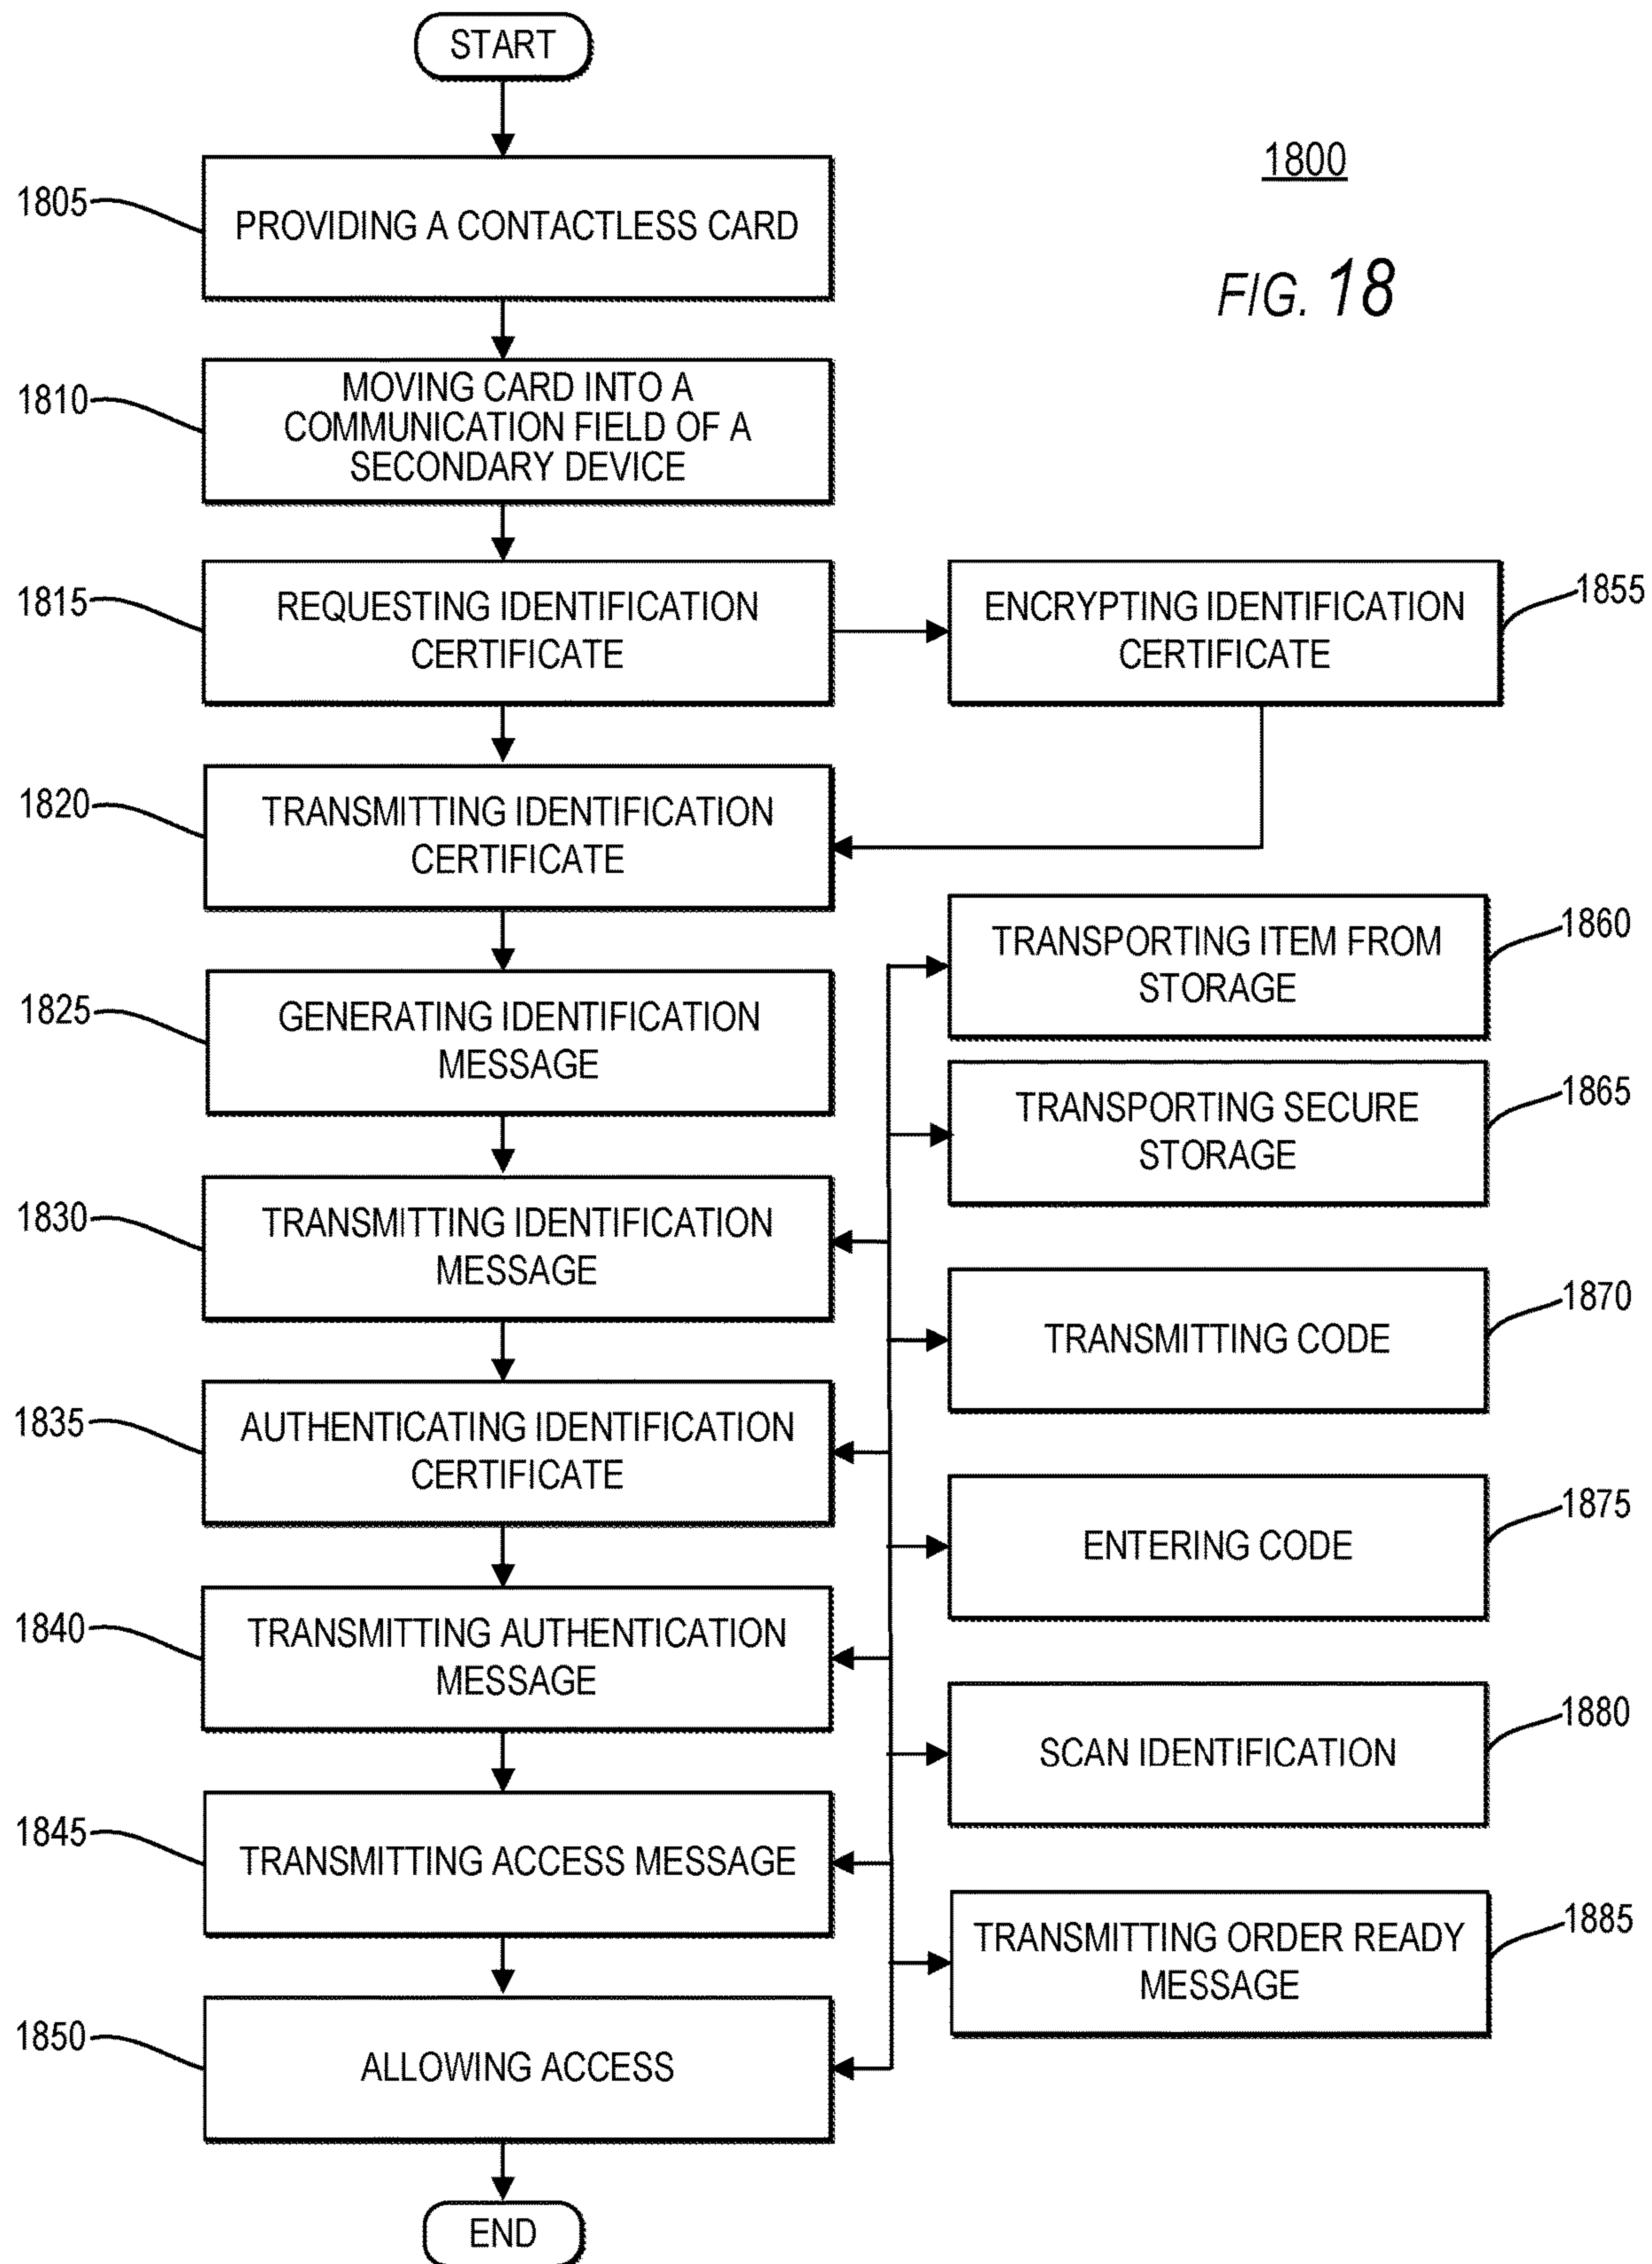 START
1800
FIG. 18
1805
PROVIDING A CONTACTLESS CARD
1810
MOVING CARD INTO A
COMMUNICATION FIELD OF A
SECONDARY DEVICE
1815
REQUESTING IDENTIFICATION
CERTIFICATE
ENCRYPTING IDENTIFICATION
CERTIFICATE
1855
1820
TRANSMITTING IDENTIFICATION
CERTIFICATE
TRANSPORTING ITEM FROM
STORAGE
1860
1825
GENERATING IDENTIFICATION
MESSAGE
TRANSPORTING SECURE
STORAGE
1865
1830
TRANSMITTING IDENTIFICATION
MESSAGE
TRANSMITTING CODE
1870
1835
AUTHENTICATING IDENTIFICATION
CERTIFICATE
ENTERING CODE
1875
1840
TRANSMITTING AUTHENTICATION
MESSAGE
SCAN IDENTIFICATION
1880
1845
TRANSMITTING ACCESS MESSAGE
TRANSMITTING ORDER READY
MESSAGE
1885
1850
ALLOWING ACCESS
END